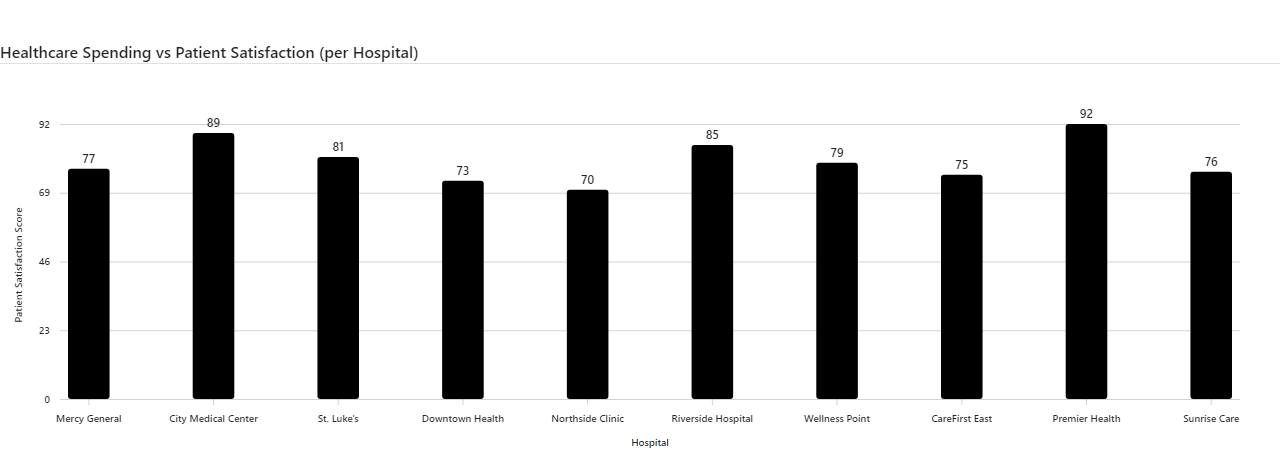 Healthcare Spending vs Patient Satisfaction (per Hospital)
92
69
46
23
0
Patient Satisfaction Score
77
89
81
73
70
85
79
75
92
76
Mercy General
City Medical Center
St. Luke's
Downtown Health
Northside Clinic
Riverside Hospital
Wellness Point
CareFirst East
Premier Health
Sunrise Care
Hospital